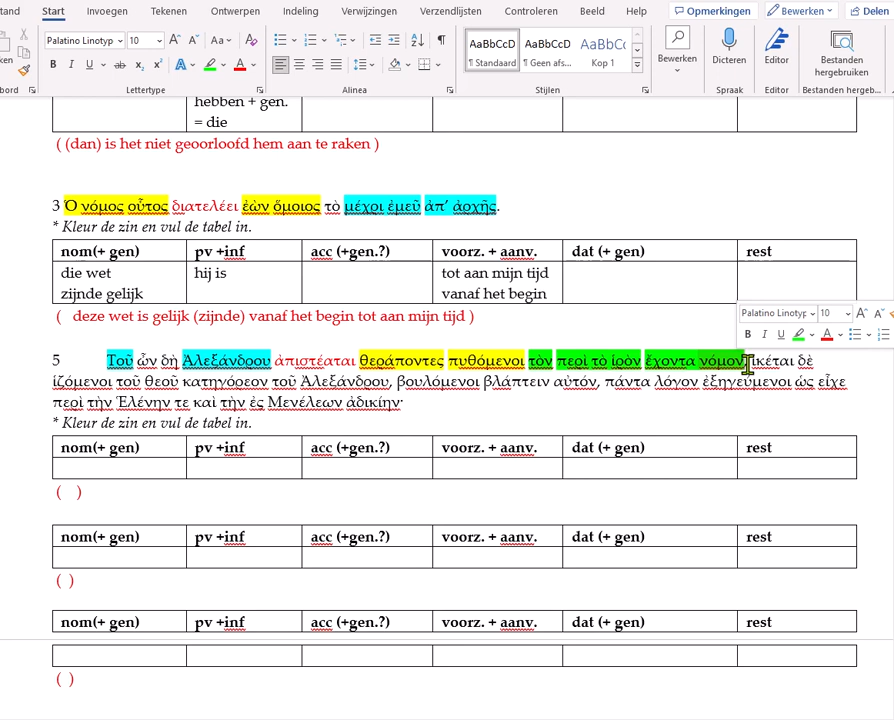 tand Start Invoegen Tekenen Ontwerpen Indeling Verwijzingen Verzendlijsten Controleren Beeld Help Opmerkingen Bewerken Delen
Palatino Linotyp 10 A A Aa A AaBbCcD AaBbCcD AaBbCc Bewerken Dicteren Editor Bestanden
ken B I U ab x₂ x² A A ¶ Standaard ¶ Geen afs... Kop 1 hergebruiken
bord Lettertype Alinea Stijlen Spraak Editor Bestanden hergeb...
hebben + gen.
= die
( (dan) is het niet geoorloofd hem aan te raken )
3 Ὁ νόμος οὗτος διατελέει ἐὼν ὅμοιος τὸ μέχρι ἐμεῦ ἀπ’ ἀρχῆς.
* Kleur de zin en vul de tabel in.
nom(+ gen) pv +inf acc (+gen.?) voorz. + aanv. dat (+ gen) rest
die wet hij is tot aan mijn tijd
zijnde gelijk vanaf het begin
( deze wet is gelijk (zijnde) vanaf het begin tot aan mijn tijd )
Palatino Linotyp 10 A A
B I U A
5 Τοῦ ὦν δὴ Ἀλεξάνδρου ἀπιστέαται θεράποντες πυθόμενοι τὸν περὶ τὸ ἱρὸν ἔχοντα νόμον, ἱκέται δὲ
ἱζόμενοι τοῦ θεοῦ κατηγόρεον τοῦ Ἀλεξάνδρου, βουλόμενοι βλάπτειν αὐτόν, πάντα λόγον ἐξηγεύμενοι ὡς εἶχε
περὶ τὴν Ἑλένην τε καὶ τὴν ἐς Μενέλεων ἀδικίην·
* Kleur de zin en vul de tabel in.
nom(+ gen) pv +inf acc (+gen.?) voorz. + aanv. dat (+ gen) rest
( )
nom(+ gen) pv +inf acc (+gen.?) voorz. + aanv. dat (+ gen) rest
( )
nom(+ gen) pv +inf acc (+gen.?) voorz. + aanv. dat (+ gen) rest
( )